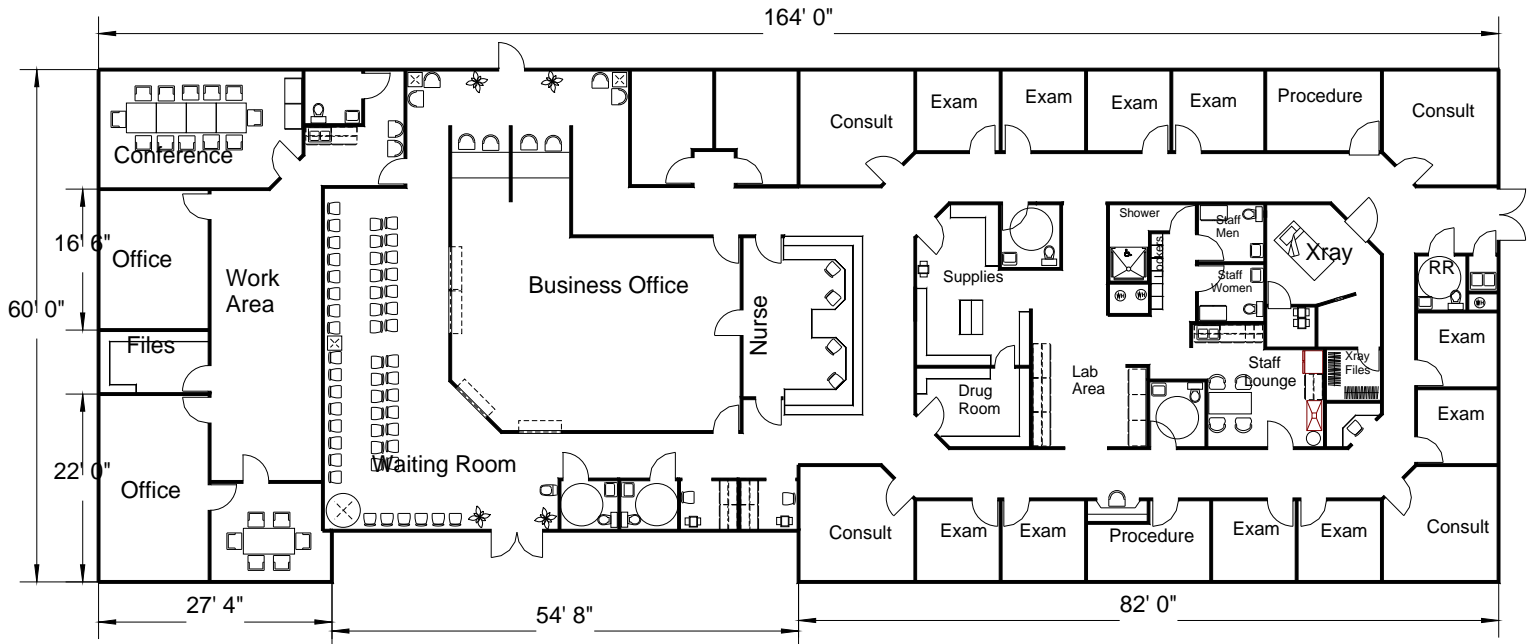 164' 0"
Exam
Exam
Exam
Exam
Procedure
Consult
Consult
Conference
Shower
Staff
Men
Lockers
16' 6"
Office
Work
Area
Business Office
Nurse
Supplies
Staff
Women
Xray
RR
60' 0"
Files
Exam
Staff
Lounge
Xray
Files
Lab
Area
Drug
Room
Exam
22' 0"
Office
Waiting Room
Consult
Exam
Exam
Procedure
Exam
Exam
Consult
27' 4"
54' 8"
82' 0"